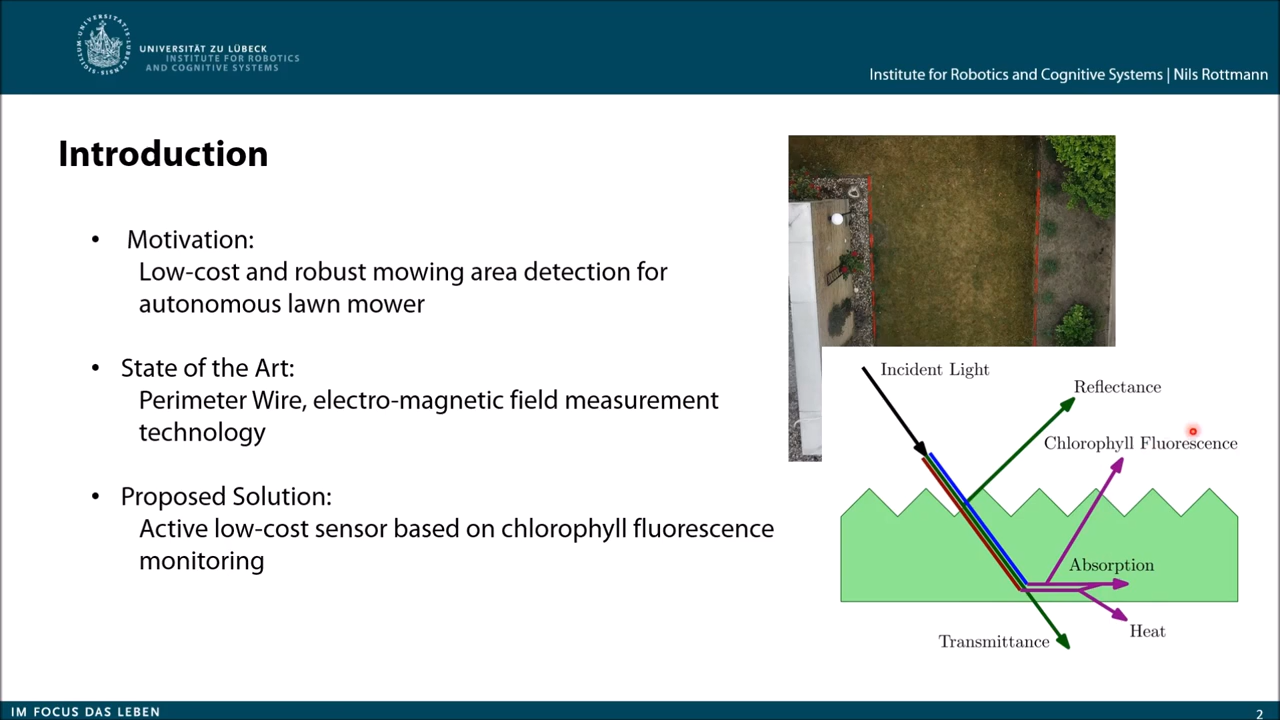 UNIVERSITÄT ZU LÜBECK
INSTITUTE FOR ROBOTICS
AND COGNITIVE SYSTEMS
Institute for Robotics and Cognitive Systems | Nils Rottmann
Introduction
• Motivation:
Low-cost and robust mowing area detection for
autonomous lawn mower
• State of the Art:
Perimeter Wire, electro-magnetic field measurement
technology
• Proposed Solution:
Active low-cost sensor based on chlorophyll fluorescence
monitoring
Incident Light
Reflectance
Chlorophyll Fluorescence
Absorption
Heat
Transmittance
IM FOCUS DAS LEBEN
2